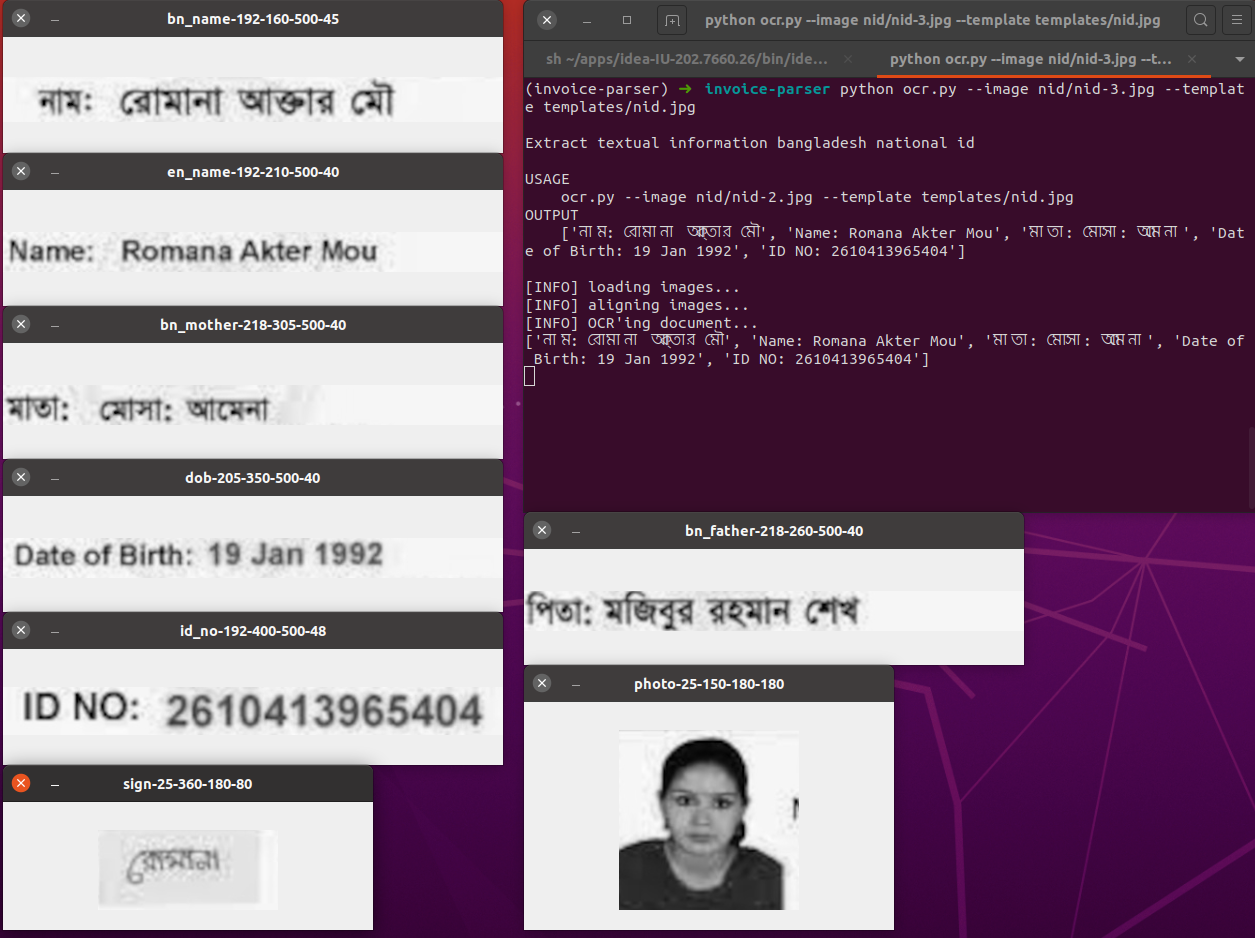 bn_name-192-160-500-45
নাম: রোমানা আক্তার মৌ
en_name-192-210-500-40
Name: Romana Akter Mou
bn_mother-218-305-500-40
মাতা: মোসা: আমেনা
dob-205-350-500-40
Date of Birth: 19 Jan 1992
id_no-192-400-500-48
ID NO: 2610413965404
sign-25-360-180-80
রোমানা
python ocr.py --image nid/nid-3.jpg --template templates/nid.jpg
sh ~/apps/idea-IU-202.7660.26/bin/ide...
python ocr.py --image nid/nid-3.jpg --t...
(invoice-parser) → invoice-parser python ocr.py --image nid/nid-3.jpg --templat
e templates/nid.jpg
Extract textual information bangladesh national id
USAGE
ocr.py --image nid/nid-2.jpg --template templates/nid.jpg
OUTPUT
['নাম: রোমানা আক্তার মৌ', 'Name: Romana Akter Mou', 'মাতা: মোসা: আমেনা', 'Dat
e of Birth: 19 Jan 1992', 'ID NO: 2610413965404']
[INFO] loading images...
[INFO] aligning images...
[INFO] OCR'ing document...
['নাম: রোমানা আক্তার মৌ', 'Name: Romana Akter Mou', 'মাতা: মোসা: আমেনা', 'Date of
Birth: 19 Jan 1992', 'ID NO: 2610413965404']
bn_father-218-260-500-40
পিতা: মজিবুর রহমান শেখ
photo-25-150-180-180